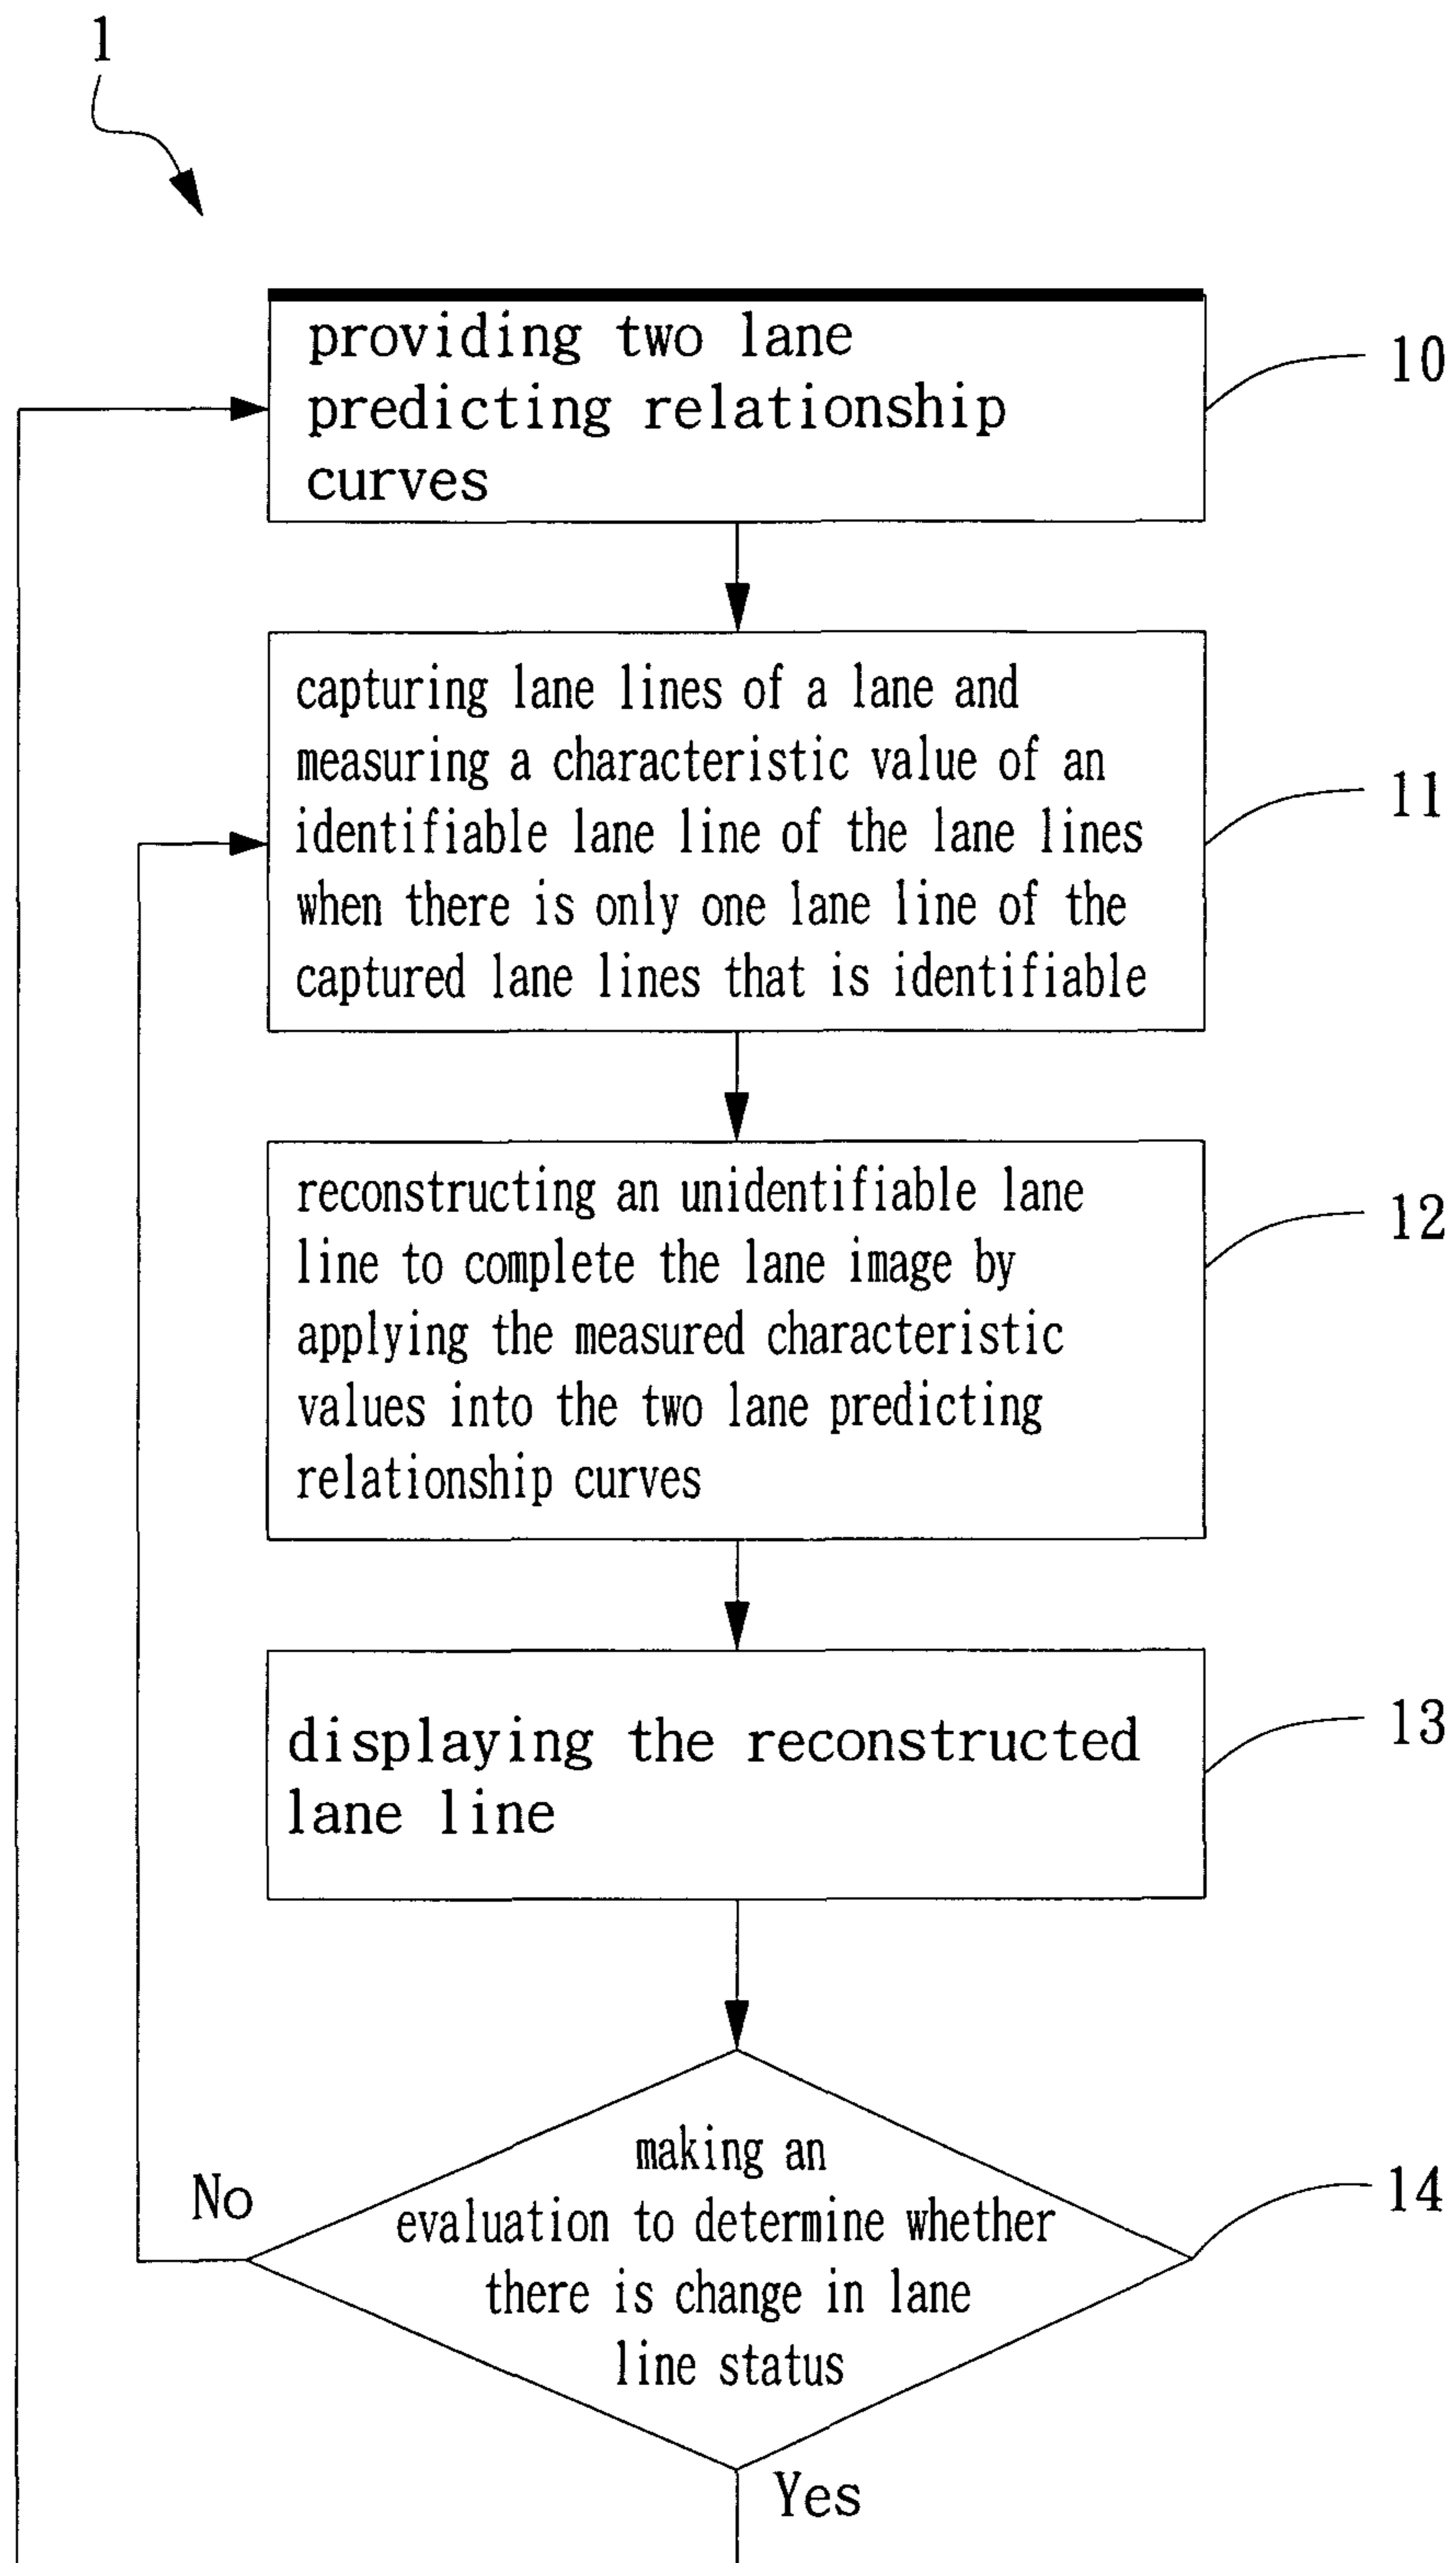 1
providing two lane
predicting relationship
curves
10
capturing lane lines of a lane and
measuring a characteristic value of an
identifiable lane line of the lane lines
when there is only one lane line of the
captured lane lines that is identifiable
11
reconstructing an unidentifiable lane
line to complete the lane image by
applying the measured characteristic
values into the two lane predicting
relationship curves
12
displaying the reconstructed
lane line
13
making an
evaluation to determine whether
there is change in lane
line status
14
No
Yes